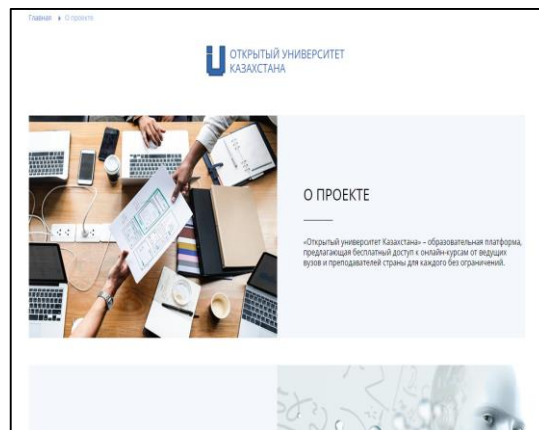 Главная О проекте
ОТКРЫТЫЙ УНИВЕРСИТЕТ
КАЗАХСТАНА
О ПРОЕКТЕ
«Открытый университет Казахстана» – образовательная платформа,
предлагающая бесплатный доступ к онлайн-курсам от ведущих
вузов и преподавателей страны для каждого без ограничений.